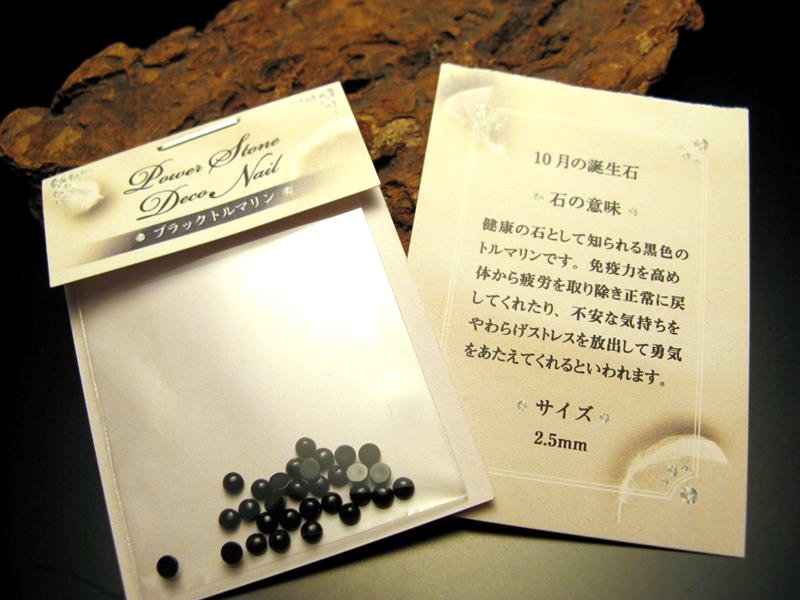 Power Stone
Deco Nail
ブラックトルマリン
10月の誕生石
石の意味
健康の石として知られる黒色の
トルマリンです。免疫力を高め
体から疲労を取り除き正常に戻
してくれたり、不安な気持ちを
やわらげストレスを放出して勇気
をあたえてくれるといわれます。
サイズ
2.5mm